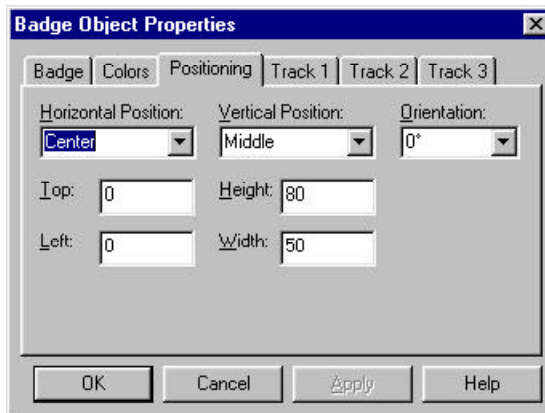 Badge Object Properties
Badge Colors Positioning Track 1 Track 2 Track 3
Horizontal Position: Vertical Position: Orientation:
Center Middle 0°
Top: 0 Height: 80
Left: 0 Width: 50
OK Cancel Apply Help